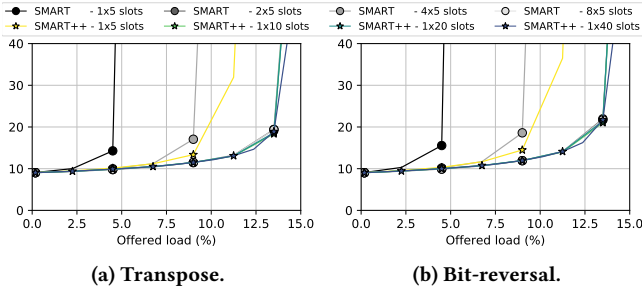 SMART - 1x5 slots SMART - 2x5 slots SMART - 4x5 slots SMART - 8x5 slots
SMART++ - 1x5 slots SMART++ - 1x10 slots SMART++ - 1x20 slots SMART++ - 1x40 slots
40 40
30 30
20 20
10 10
0 0
0.0 2.5 5.0 7.5 10.0 12.5 15.0 0.0 2.5 5.0 7.5 10.0 12.5 15.0
Offered load (%) Offered load (%)
(a) Transpose. (b) Bit-reversal.